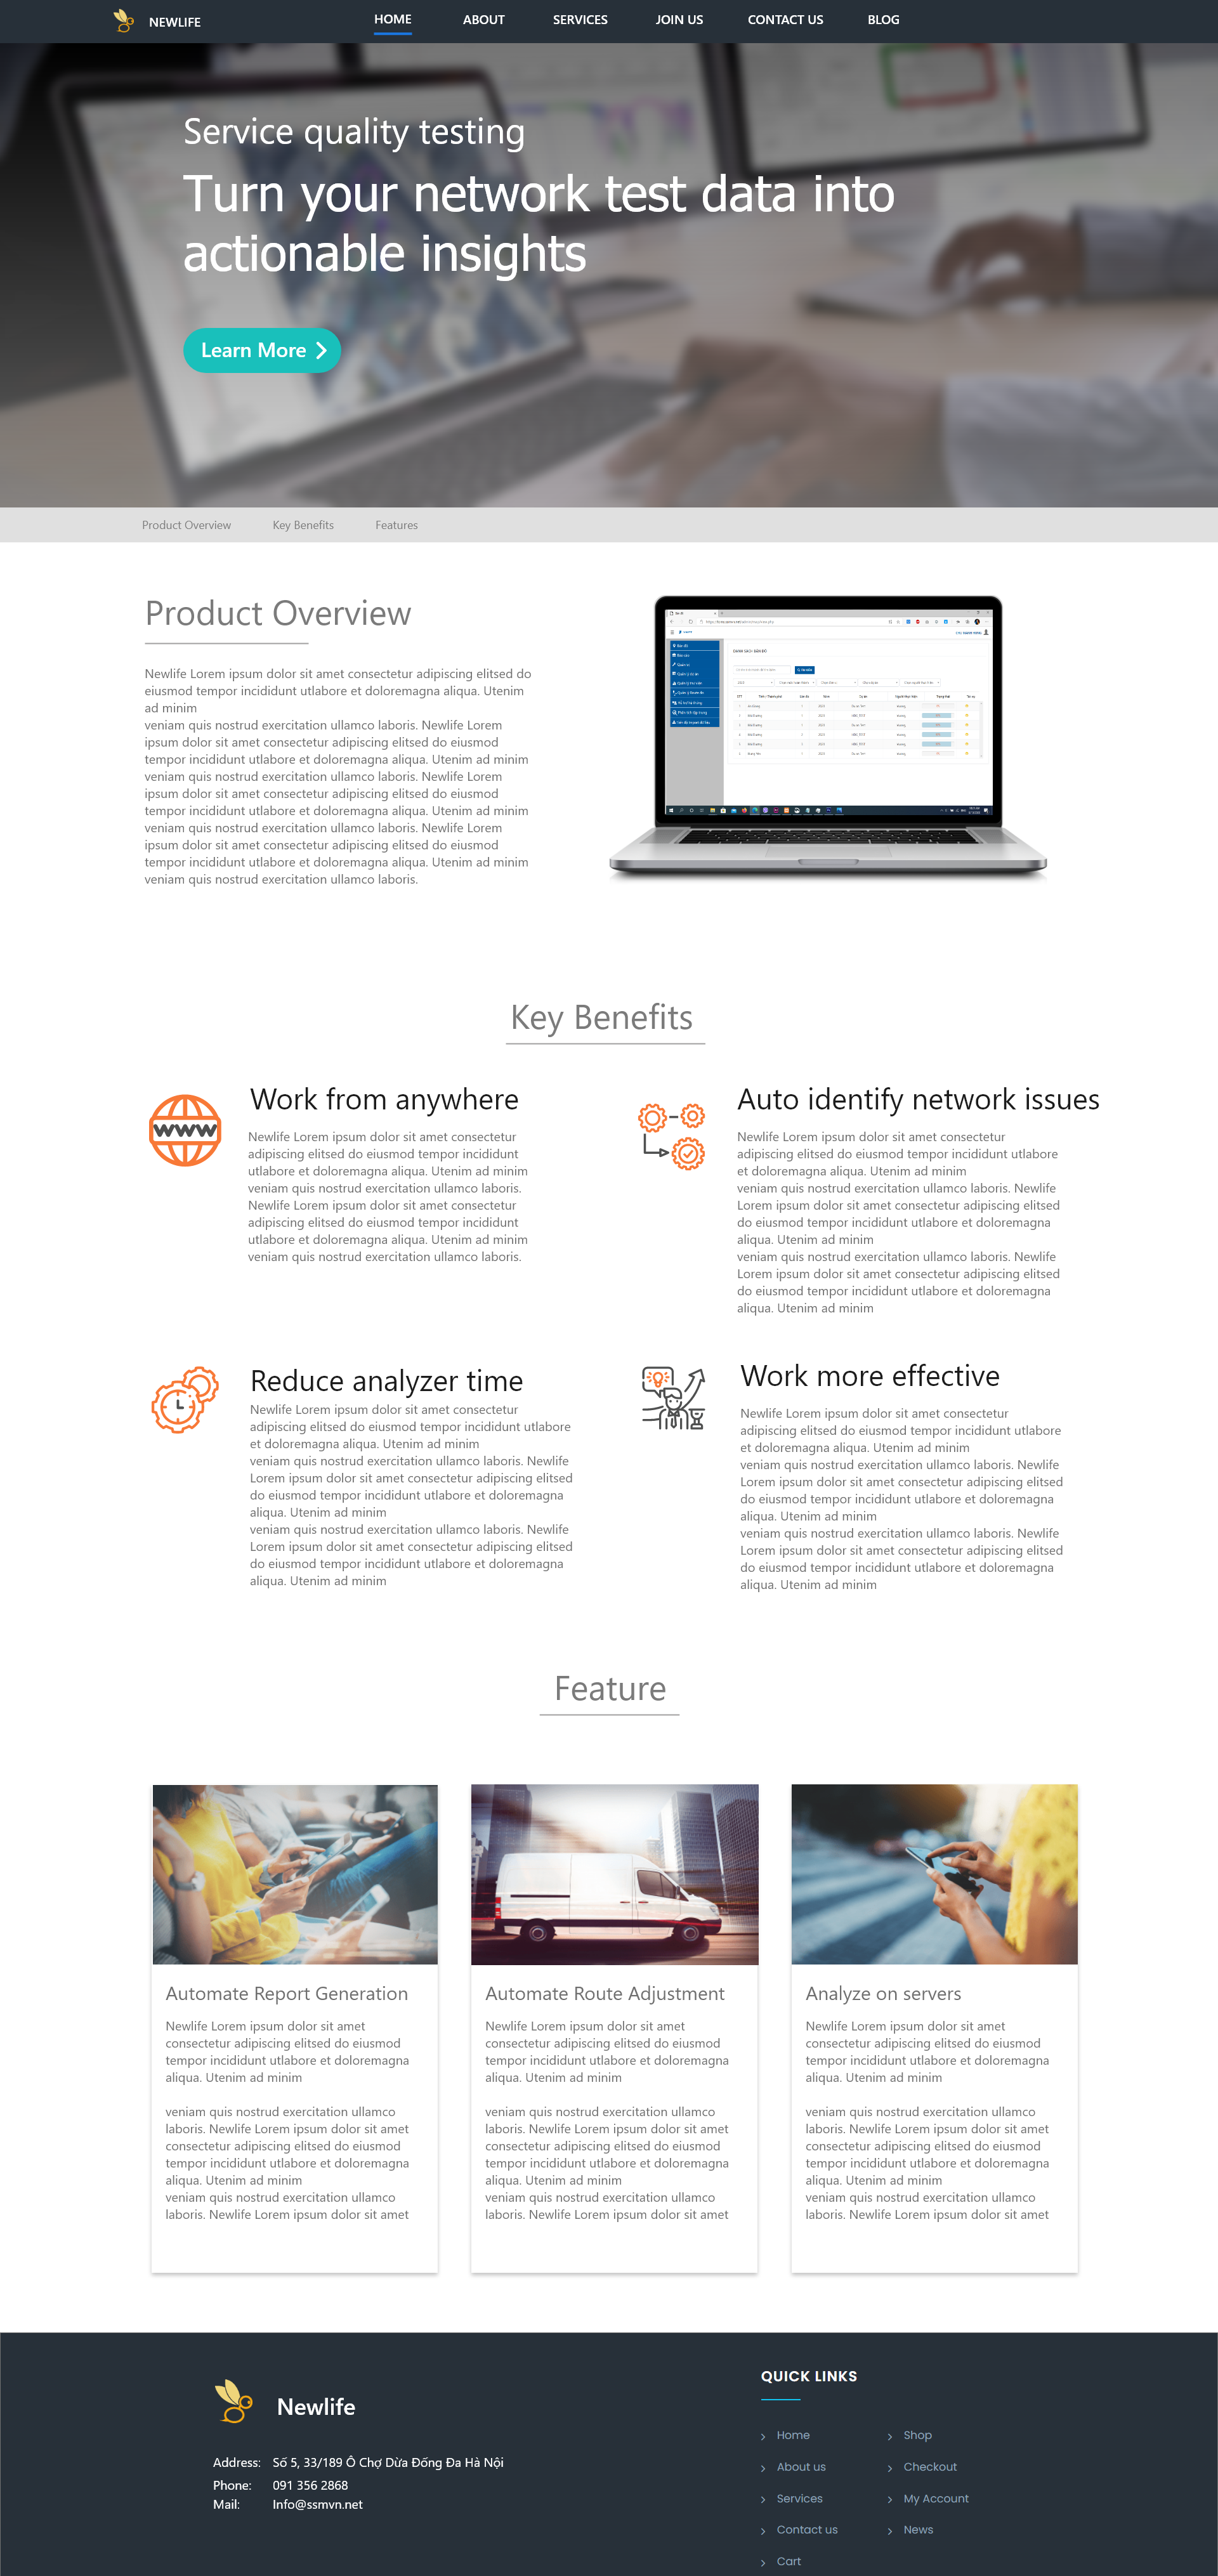 NEWLIFE
HOME
ABOUT
SERVICES
JOIN US
CONTACT US
BLOG
Service quality testing
Turn your network test data into
actionable insights
Learn More
Product Overview
Key Benefits
Features
Product Overview
Newlife Lorem ipsum dolor sit amet consectetur adipiscing elitsed do
eiusmod tempor incididunt utlabore et doloremagna aliqua. Utenim
ad minim
veniam quis nostrud exercitation ullamco laboris. Newlife Lorem
ipsum dolor sit amet consectetur adipiscing elitsed do eiusmod
tempor incididunt utlabore et doloremagna aliqua. Utenim ad minim
veniam quis nostrud exercitation ullamco laboris. Newlife Lorem
ipsum dolor sit amet consectetur adipiscing elitsed do eiusmod
tempor incididunt utlabore et doloremagna aliqua. Utenim ad minim
veniam quis nostrud exercitation ullamco laboris. Newlife Lorem
ipsum dolor sit amet consectetur adipiscing elitsed do eiusmod
tempor incididunt utlabore et doloremagna aliqua. Utenim ad minim
veniam quis nostrud exercitation ullamco laboris.
Key Benefits
Work from anywhere
www
Newlife Lorem ipsum dolor sit amet consectetur
adipiscing elitsed do eiusmod tempor incididunt
utlabore et doloremagna aliqua. Utenim ad minim
veniam quis nostrud exercitation ullamco laboris.
Newlife Lorem ipsum dolor sit amet consectetur
adipiscing elitsed do eiusmod tempor incididunt
utlabore et doloremagna aliqua. Utenim ad minim
veniam quis nostrud exercitation ullamco laboris.
Auto identify network issues
Newlife Lorem ipsum dolor sit amet consectetur
adipiscing elitsed do eiusmod tempor incididunt utlabore
et doloremagna aliqua. Utenim ad minim
veniam quis nostrud exercitation ullamco laboris. Newlife
Lorem ipsum dolor sit amet consectetur adipiscing elitsed
do eiusmod tempor incididunt utlabore et doloremagna
aliqua. Utenim ad minim
veniam quis nostrud exercitation ullamco laboris. Newlife
Lorem ipsum dolor sit amet consectetur adipiscing elitsed
do eiusmod tempor incididunt utlabore et doloremagna
aliqua. Utenim ad minim
Reduce analyzer time
Newlife Lorem ipsum dolor sit amet consectetur
adipiscing elitsed do eiusmod tempor incididunt utlabore
et doloremagna aliqua. Utenim ad minim
veniam quis nostrud exercitation ullamco laboris. Newlife
Lorem ipsum dolor sit amet consectetur adipiscing elitsed
do eiusmod tempor incididunt utlabore et doloremagna
aliqua. Utenim ad minim
veniam quis nostrud exercitation ullamco laboris. Newlife
Lorem ipsum dolor sit amet consectetur adipiscing elitsed
do eiusmod tempor incididunt utlabore et doloremagna
aliqua. Utenim ad minim
Work more effective
Newlife Lorem ipsum dolor sit amet consectetur
adipiscing elitsed do eiusmod tempor incididunt utlabore
et doloremagna aliqua. Utenim ad minim
veniam quis nostrud exercitation ullamco laboris. Newlife
Lorem ipsum dolor sit amet consectetur adipiscing elitsed
do eiusmod tempor incididunt utlabore et doloremagna
aliqua. Utenim ad minim
veniam quis nostrud exercitation ullamco laboris. Newlife
Lorem ipsum dolor sit amet consectetur adipiscing elitsed
do eiusmod tempor incididunt utlabore et doloremagna
aliqua. Utenim ad minim
Feature
Automate Report Generation
Newlife Lorem ipsum dolor sit amet
consectetur adipiscing elitsed do eiusmod
tempor incididunt utlabore et doloremagna
aliqua. Utenim ad minim
veniam quis nostrud exercitation ullamco
laboris. Newlife Lorem ipsum dolor sit amet
consectetur adipiscing elitsed do eiusmod
tempor incididunt utlabore et doloremagna
aliqua. Utenim ad minim
veniam quis nostrud exercitation ullamco
laboris. Newlife Lorem ipsum dolor sit amet
Automate Route Adjustment
Newlife Lorem ipsum dolor sit amet
consectetur adipiscing elitsed do eiusmod
tempor incididunt utlabore et doloremagna
aliqua. Utenim ad minim
veniam quis nostrud exercitation ullamco
laboris. Newlife Lorem ipsum dolor sit amet
consectetur adipiscing elitsed do eiusmod
tempor incididunt utlabore et doloremagna
aliqua. Utenim ad minim
veniam quis nostrud exercitation ullamco
laboris. Newlife Lorem ipsum dolor sit amet
Analyze on servers
Newlife Lorem ipsum dolor sit amet
consectetur adipiscing elitsed do eiusmod
tempor incididunt utlabore et doloremagna
aliqua. Utenim ad minim
veniam quis nostrud exercitation ullamco
laboris. Newlife Lorem ipsum dolor sit amet
consectetur adipiscing elitsed do eiusmod
tempor incididunt utlabore et doloremagna
aliqua. Utenim ad minim
veniam quis nostrud exercitation ullamco
laboris. Newlife Lorem ipsum dolor sit amet
Newlife
Address: Số 5, 33/189 Ô Chợ Dừa Đống Đa Hà Nội
Phone: 091 356 2868
Mail: Info@ssmvn.net
QUICK LINKS
Home
About us
Services
Contact us
Cart
Shop
Checkout
My Account
News